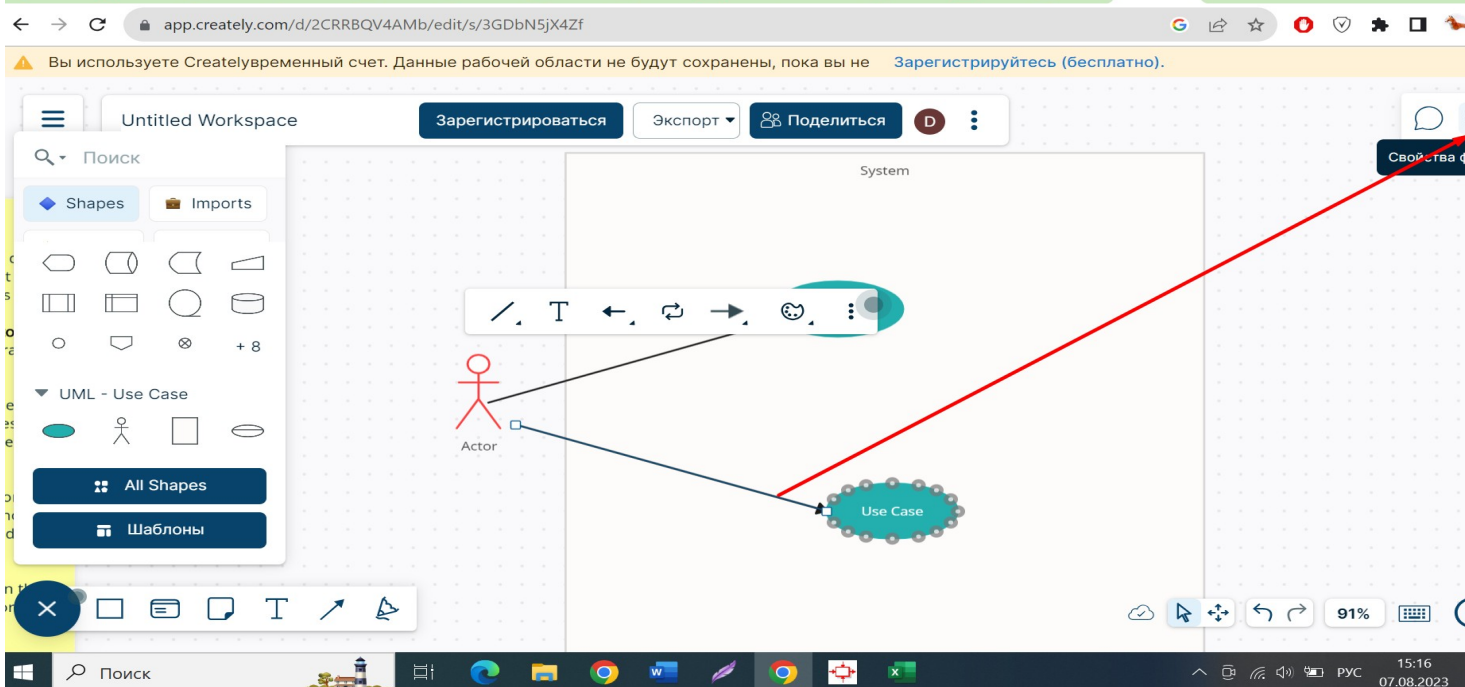 app.creately.com/d/2CRRBQV4AMb/edit/s/3GDbN5jX4Zf
Вы используете Createlyвременный счет. Данные рабочей области не будут сохранены, пока вы не Зарегистрируйтесь (бесплатно).
Untitled Workspace Зарегистрироваться Экспорт Поделиться D
Свойства
Поиск
Shapes Imports
+ 8
UML - Use Case
All Shapes
Шаблоны
System
Actor
Use Case
T
T
91%
Поиск
РУС 15:16
07.08.2023